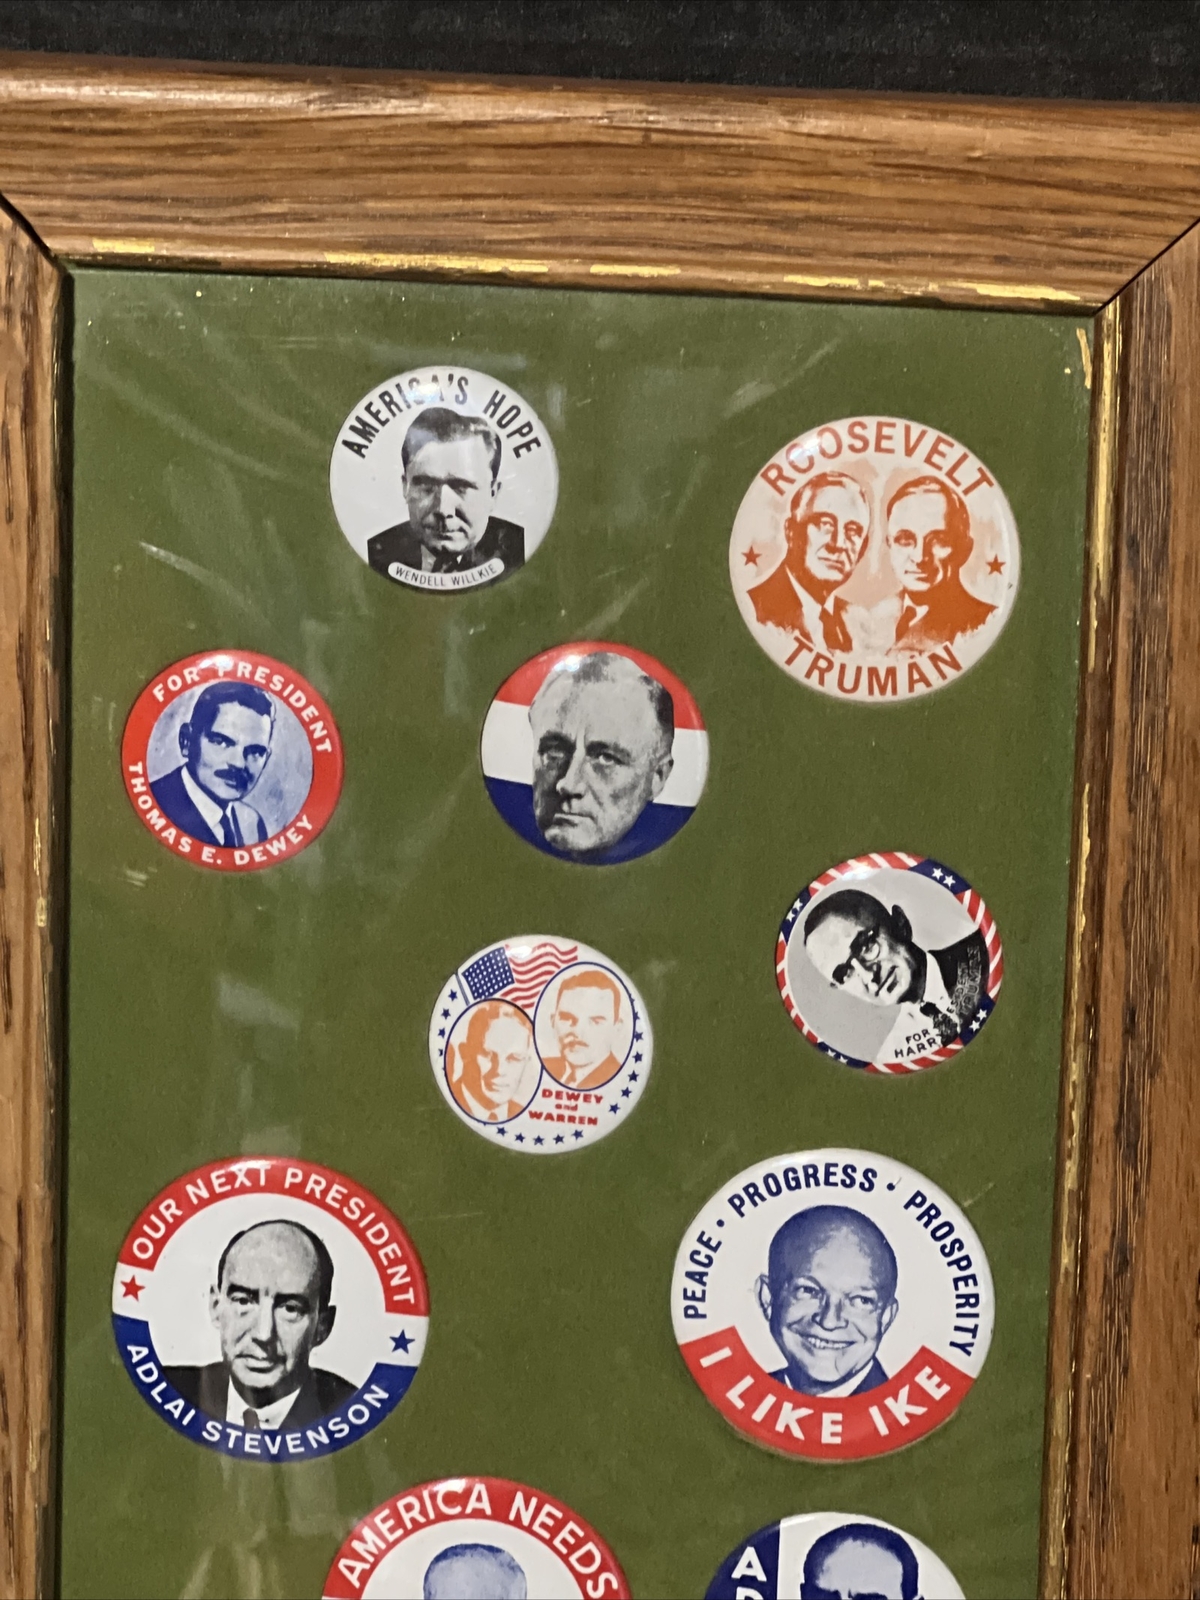 AMERICA'S HOPE
WENDELL WILLKIE
ROOSEVELT
TRUMAN
FOR PRESIDENT
THOMAS E. DEWEY
FOR
HARR
DEWEY
and
WARREN
OUR NEXT PRESIDENT
ADLAI STEVENSON
PEACE · PROGRESS · PROSPERITY
I LIKE IKE
AMERICA NEEDS
A